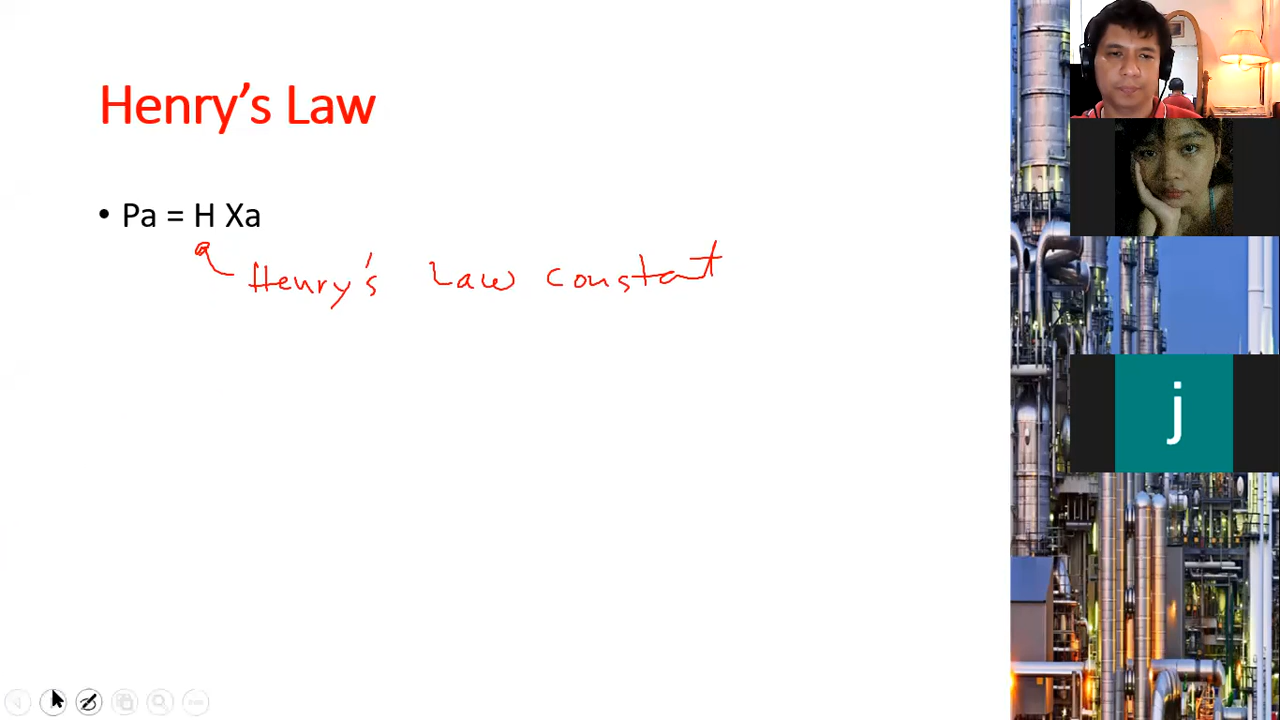 Henry’s Law
• Pa = H Xa
Henry's Law constant
j